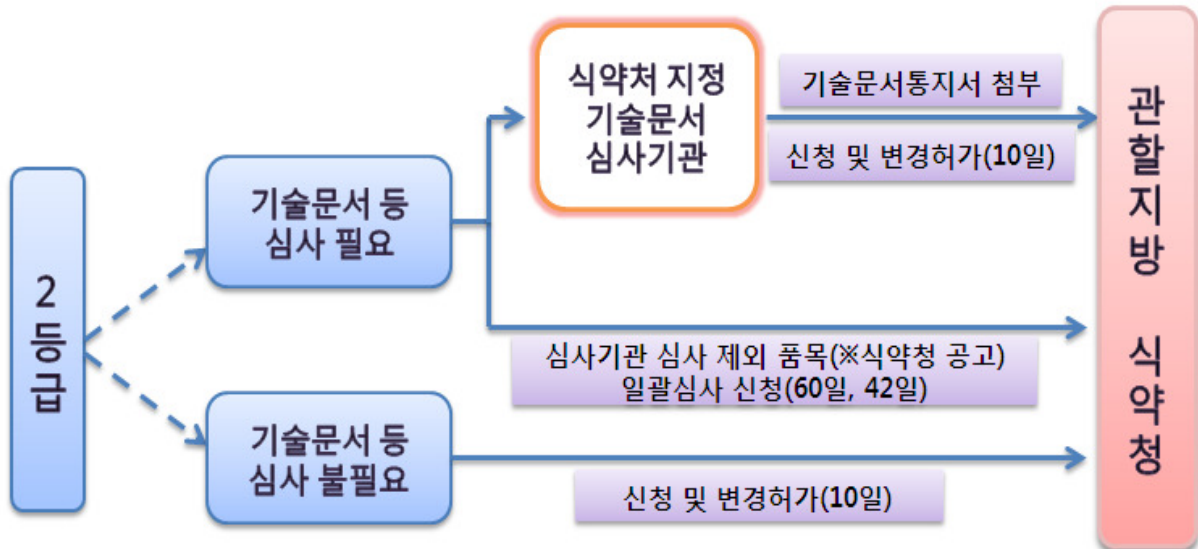 2등급
기술문서 등
심사 필요
기술문서 등
심사 불필요
식약처 지정
기술문서
심사기관
기술문서통지서 첨부
신청 및 변경허가(10일)
심사기관 심사 제외 품목(※식약청 공고)
일괄심사 신청(60일, 42일)
신청 및 변경허가(10일)
관할지방 식약청